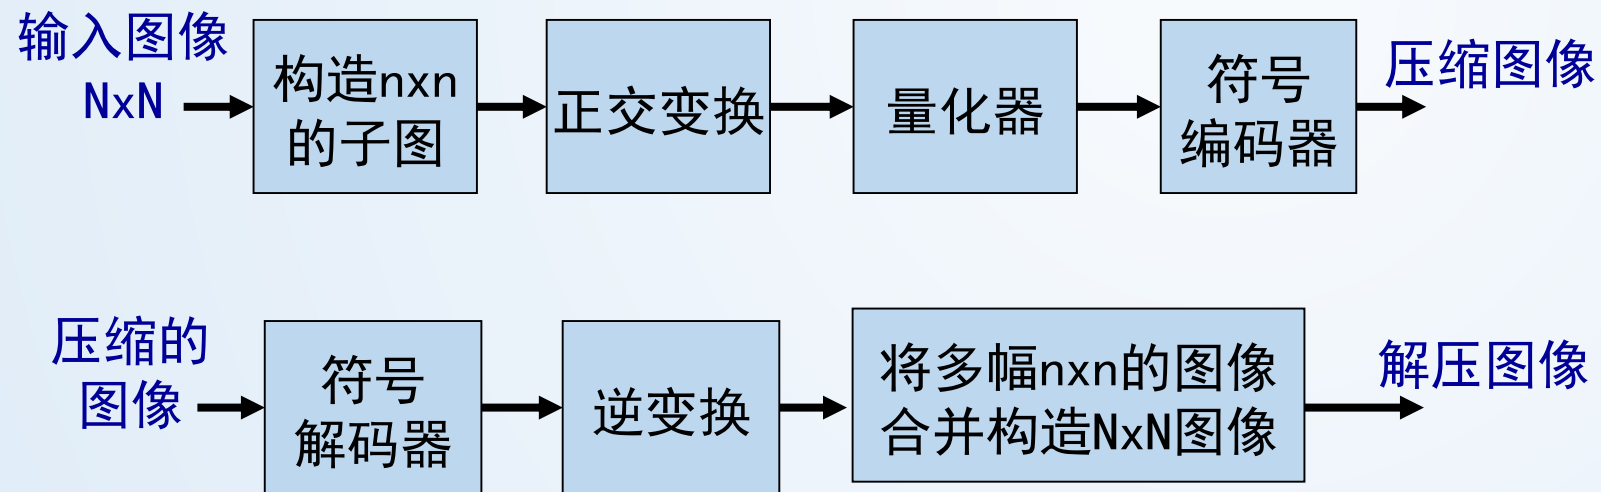 输入图像
NxN
构造nxn
的子图
正交变换
量化器
符号
编码器
压缩图像
压缩的
图像
符号
解码器
逆变换
将多幅nxn的图像
合并构造NxN图像
解压图像